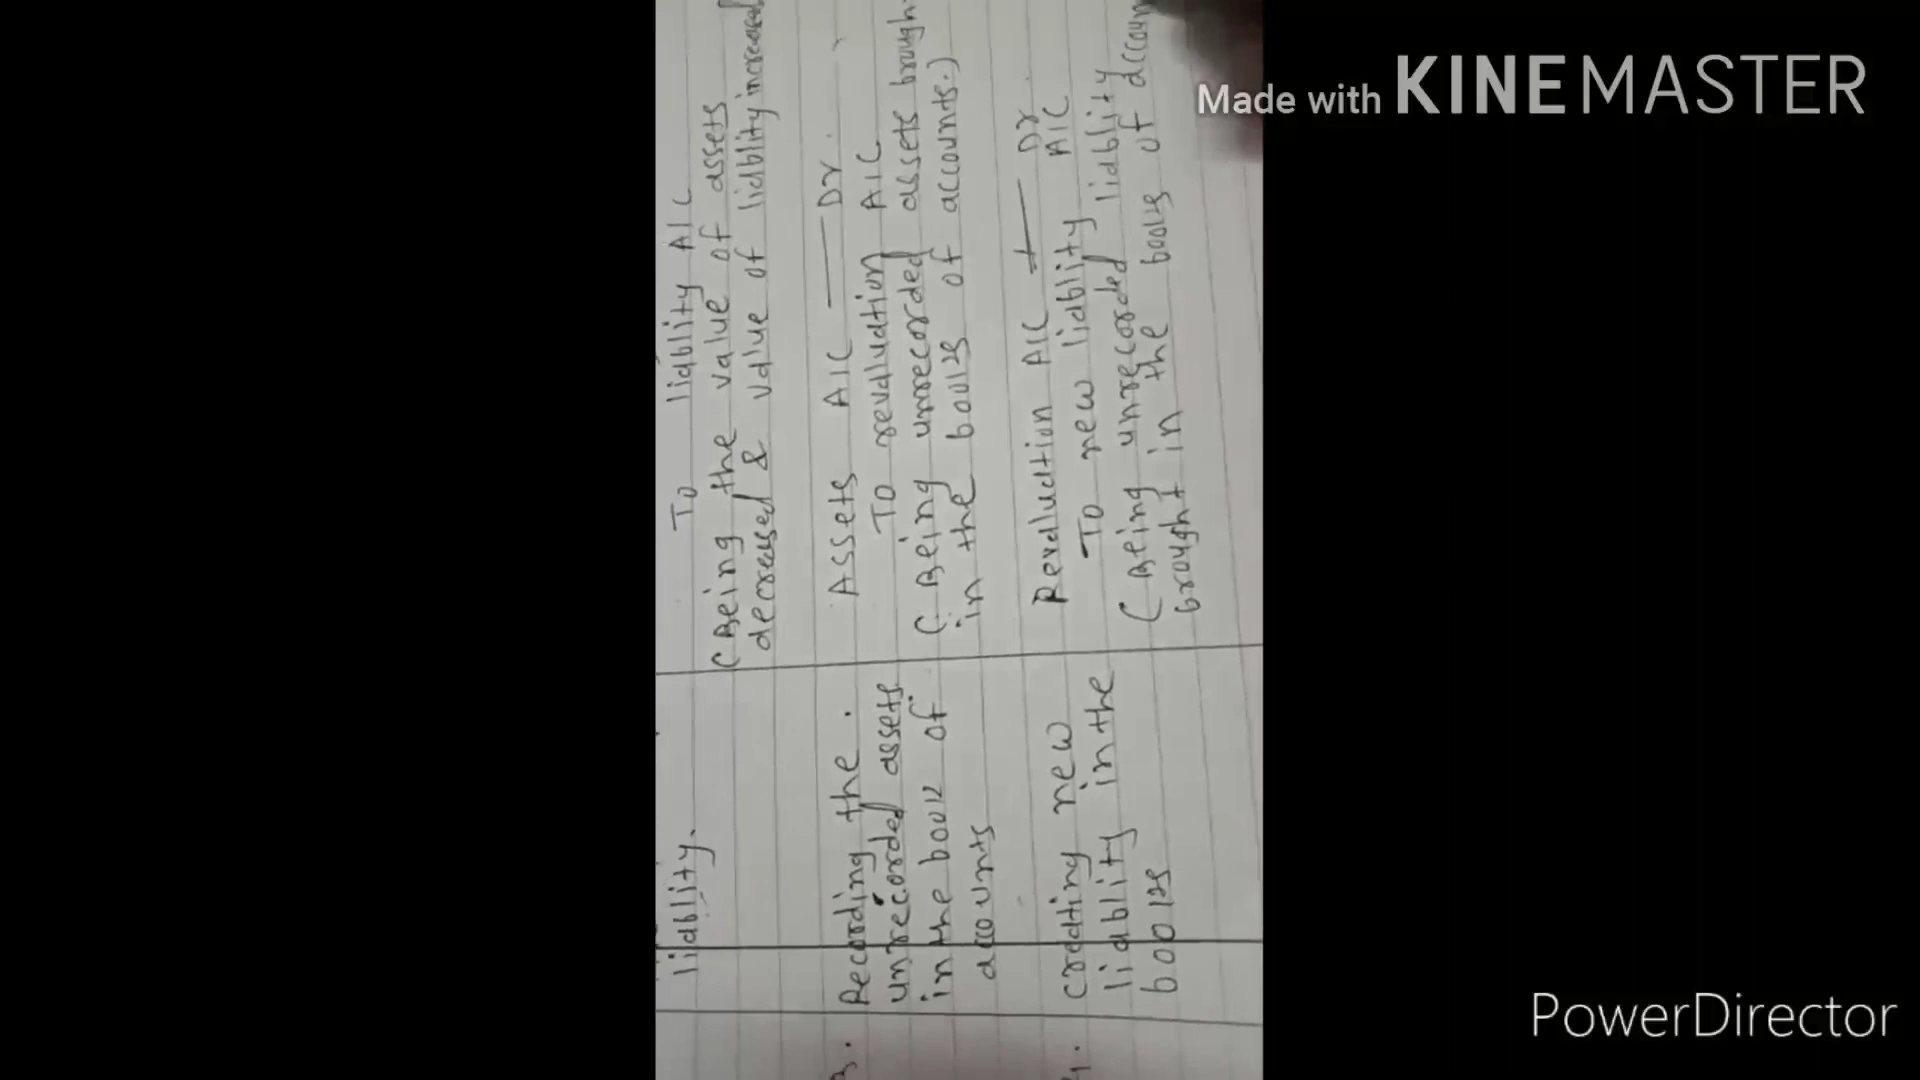 liablity.
To liablity A/C
(Being the value of assets
decreased & value of liablity increased
3. Recording the
unrecorded assets
in the book of
accounts
Assets A/C — Dr
To revaluation A/C
(Being unrecorded assets brough
in the books of accounts.)
4. creating new
liablity in the
books
Revaluation A/C — Dr
To new liablity A/C
(Being unrecorded liablity
brought in the books of accoun
Made with KINEMASTER
PowerDirector